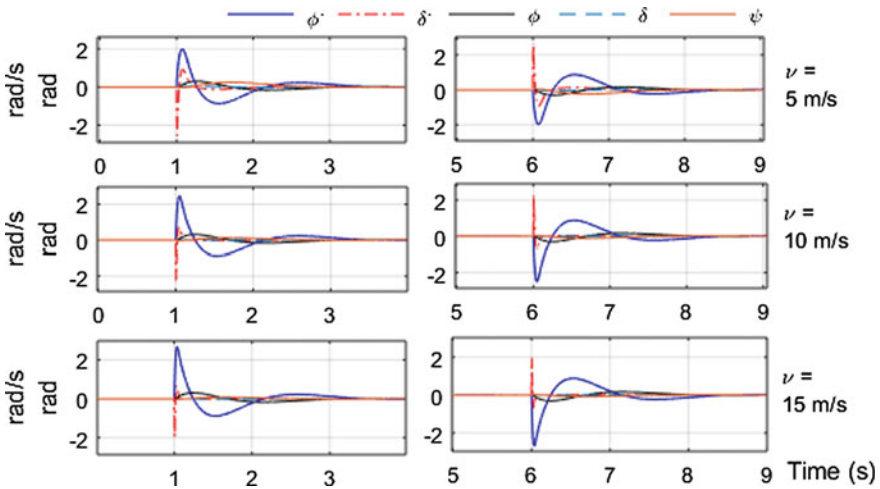 φ˙ δ˙ φ δ ψ
rad/s rad 2 0 -2 2 0 -2 ν = 5 m/s
0 1 2 3 5 6 7 8 9
rad/s rad 2 0 -2 2 0 -2 ν = 10 m/s
0 1 2 3 5 6 7 8 9
rad/s rad 2 0 -2 2 0 -2 ν = 15 m/s
1 2 3 5 6 7 8 9 Time (s)